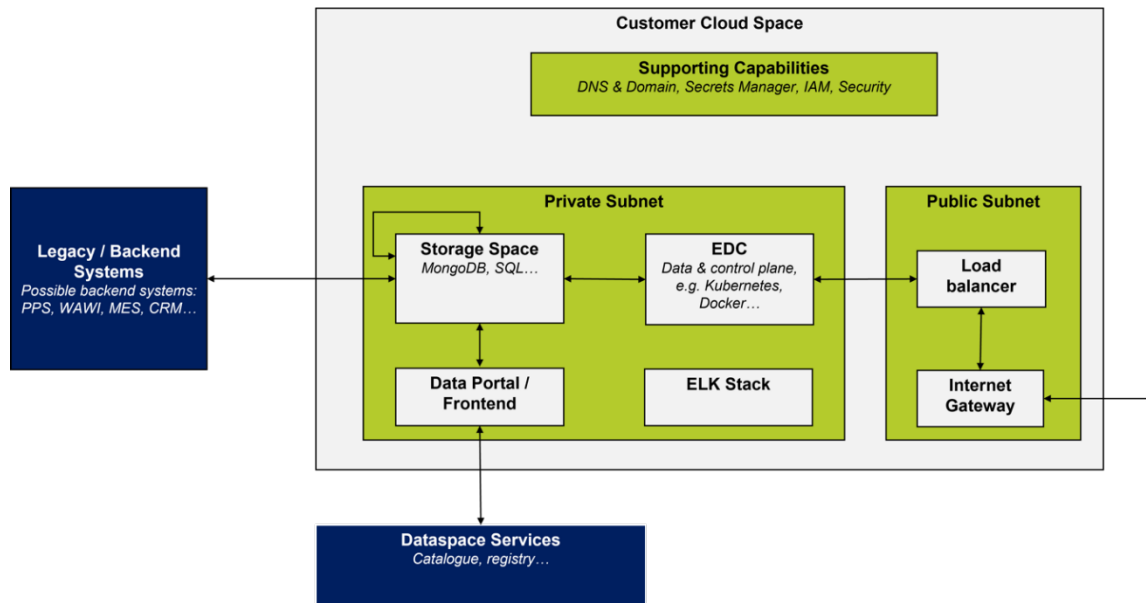 Customer Cloud Space
Supporting Capabilities
DNS & Domain, Secrets Manager, IAM, Security
Legacy / Backend
Systems
Possible backend systems:
PPS, WAWI, MES, CRM…
Private Subnet
Storage Space
MongoDB, SQL…
EDC
Data & control plane,
e.g. Kubernetes,
Docker…
Data Portal /
Frontend
ELK Stack
Public Subnet
Load
balancer
Internet
Gateway
Dataspace Services
Catalogue, registry…